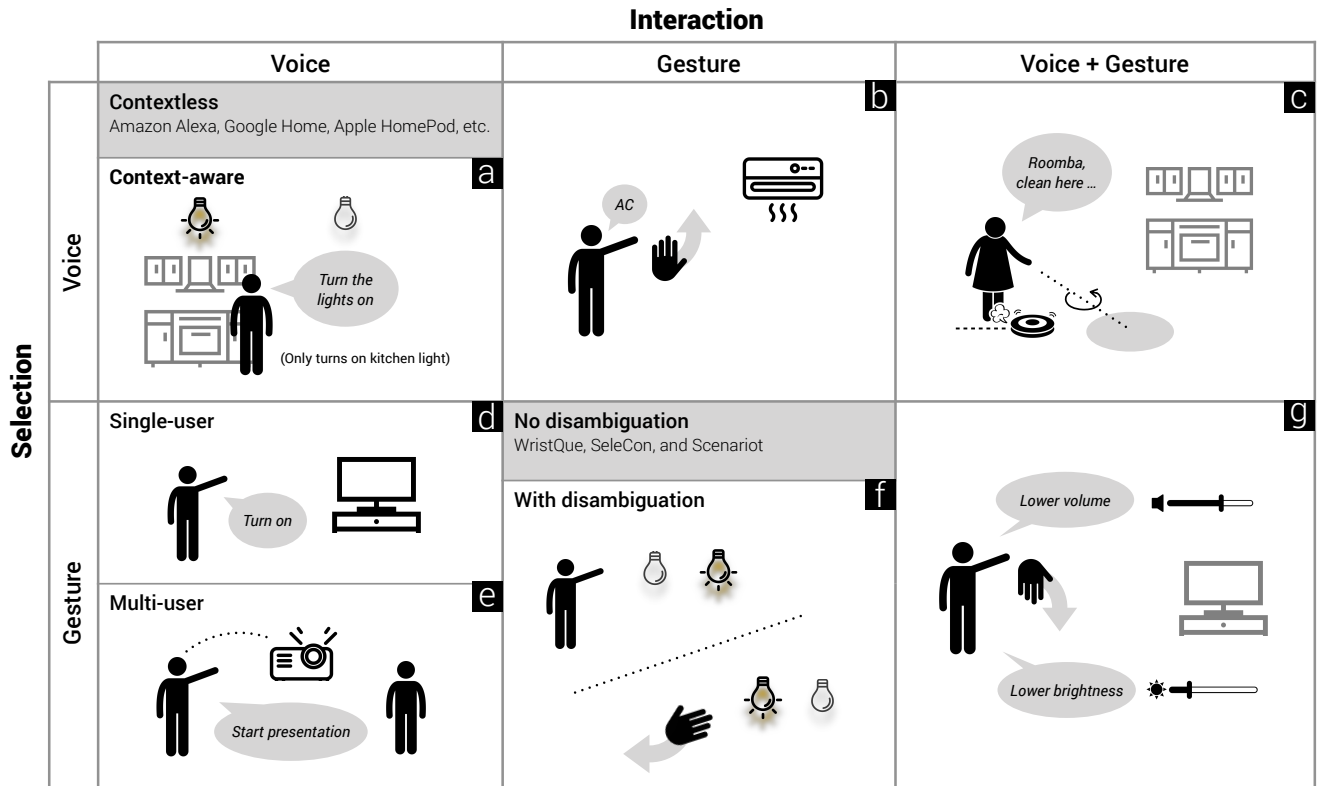 Interaction
Voice
Gesture
Voice + Gesture
Selection
Voice
Contextless
Amazon Alexa, Google Home, Apple HomePod, etc.
a
Context-aware
Turn the
lights on
(Only turns on kitchen light)
b
AC
c
Roomba,
clean here ...
Gesture
d
Single-user
Turn on
e
Multi-user
Start presentation
No disambiguation
WristQue, SeleCon, and Scenariot
f
With disambiguation
g
Lower volume
Lower brightness